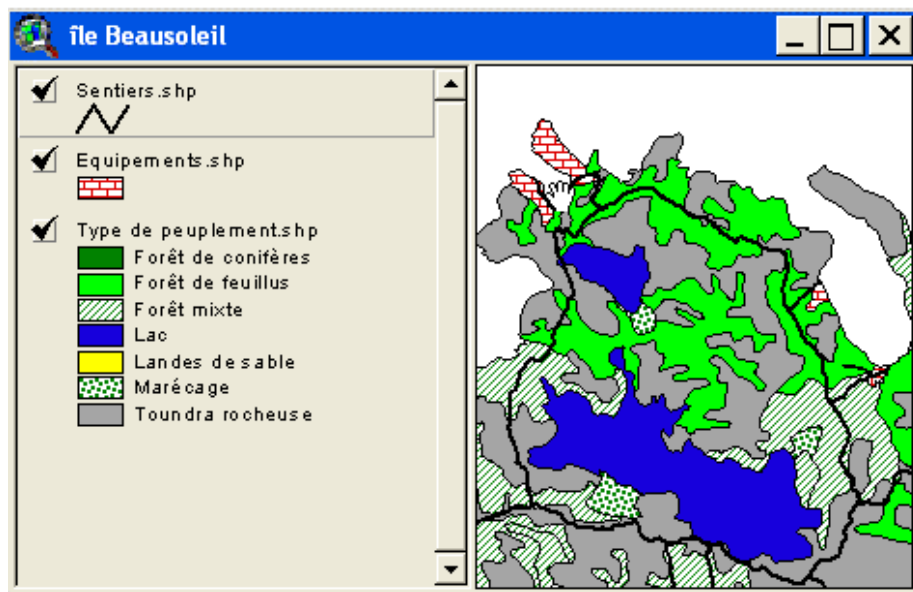 île Beausoleil
Sentiers.shp
Equipements.shp
Type de peuplement.shp
Forêt de conifères
Forêt de feuillus
Forêt mixte
Lac
Landes de sable
Marécage
Toundra rocheuse